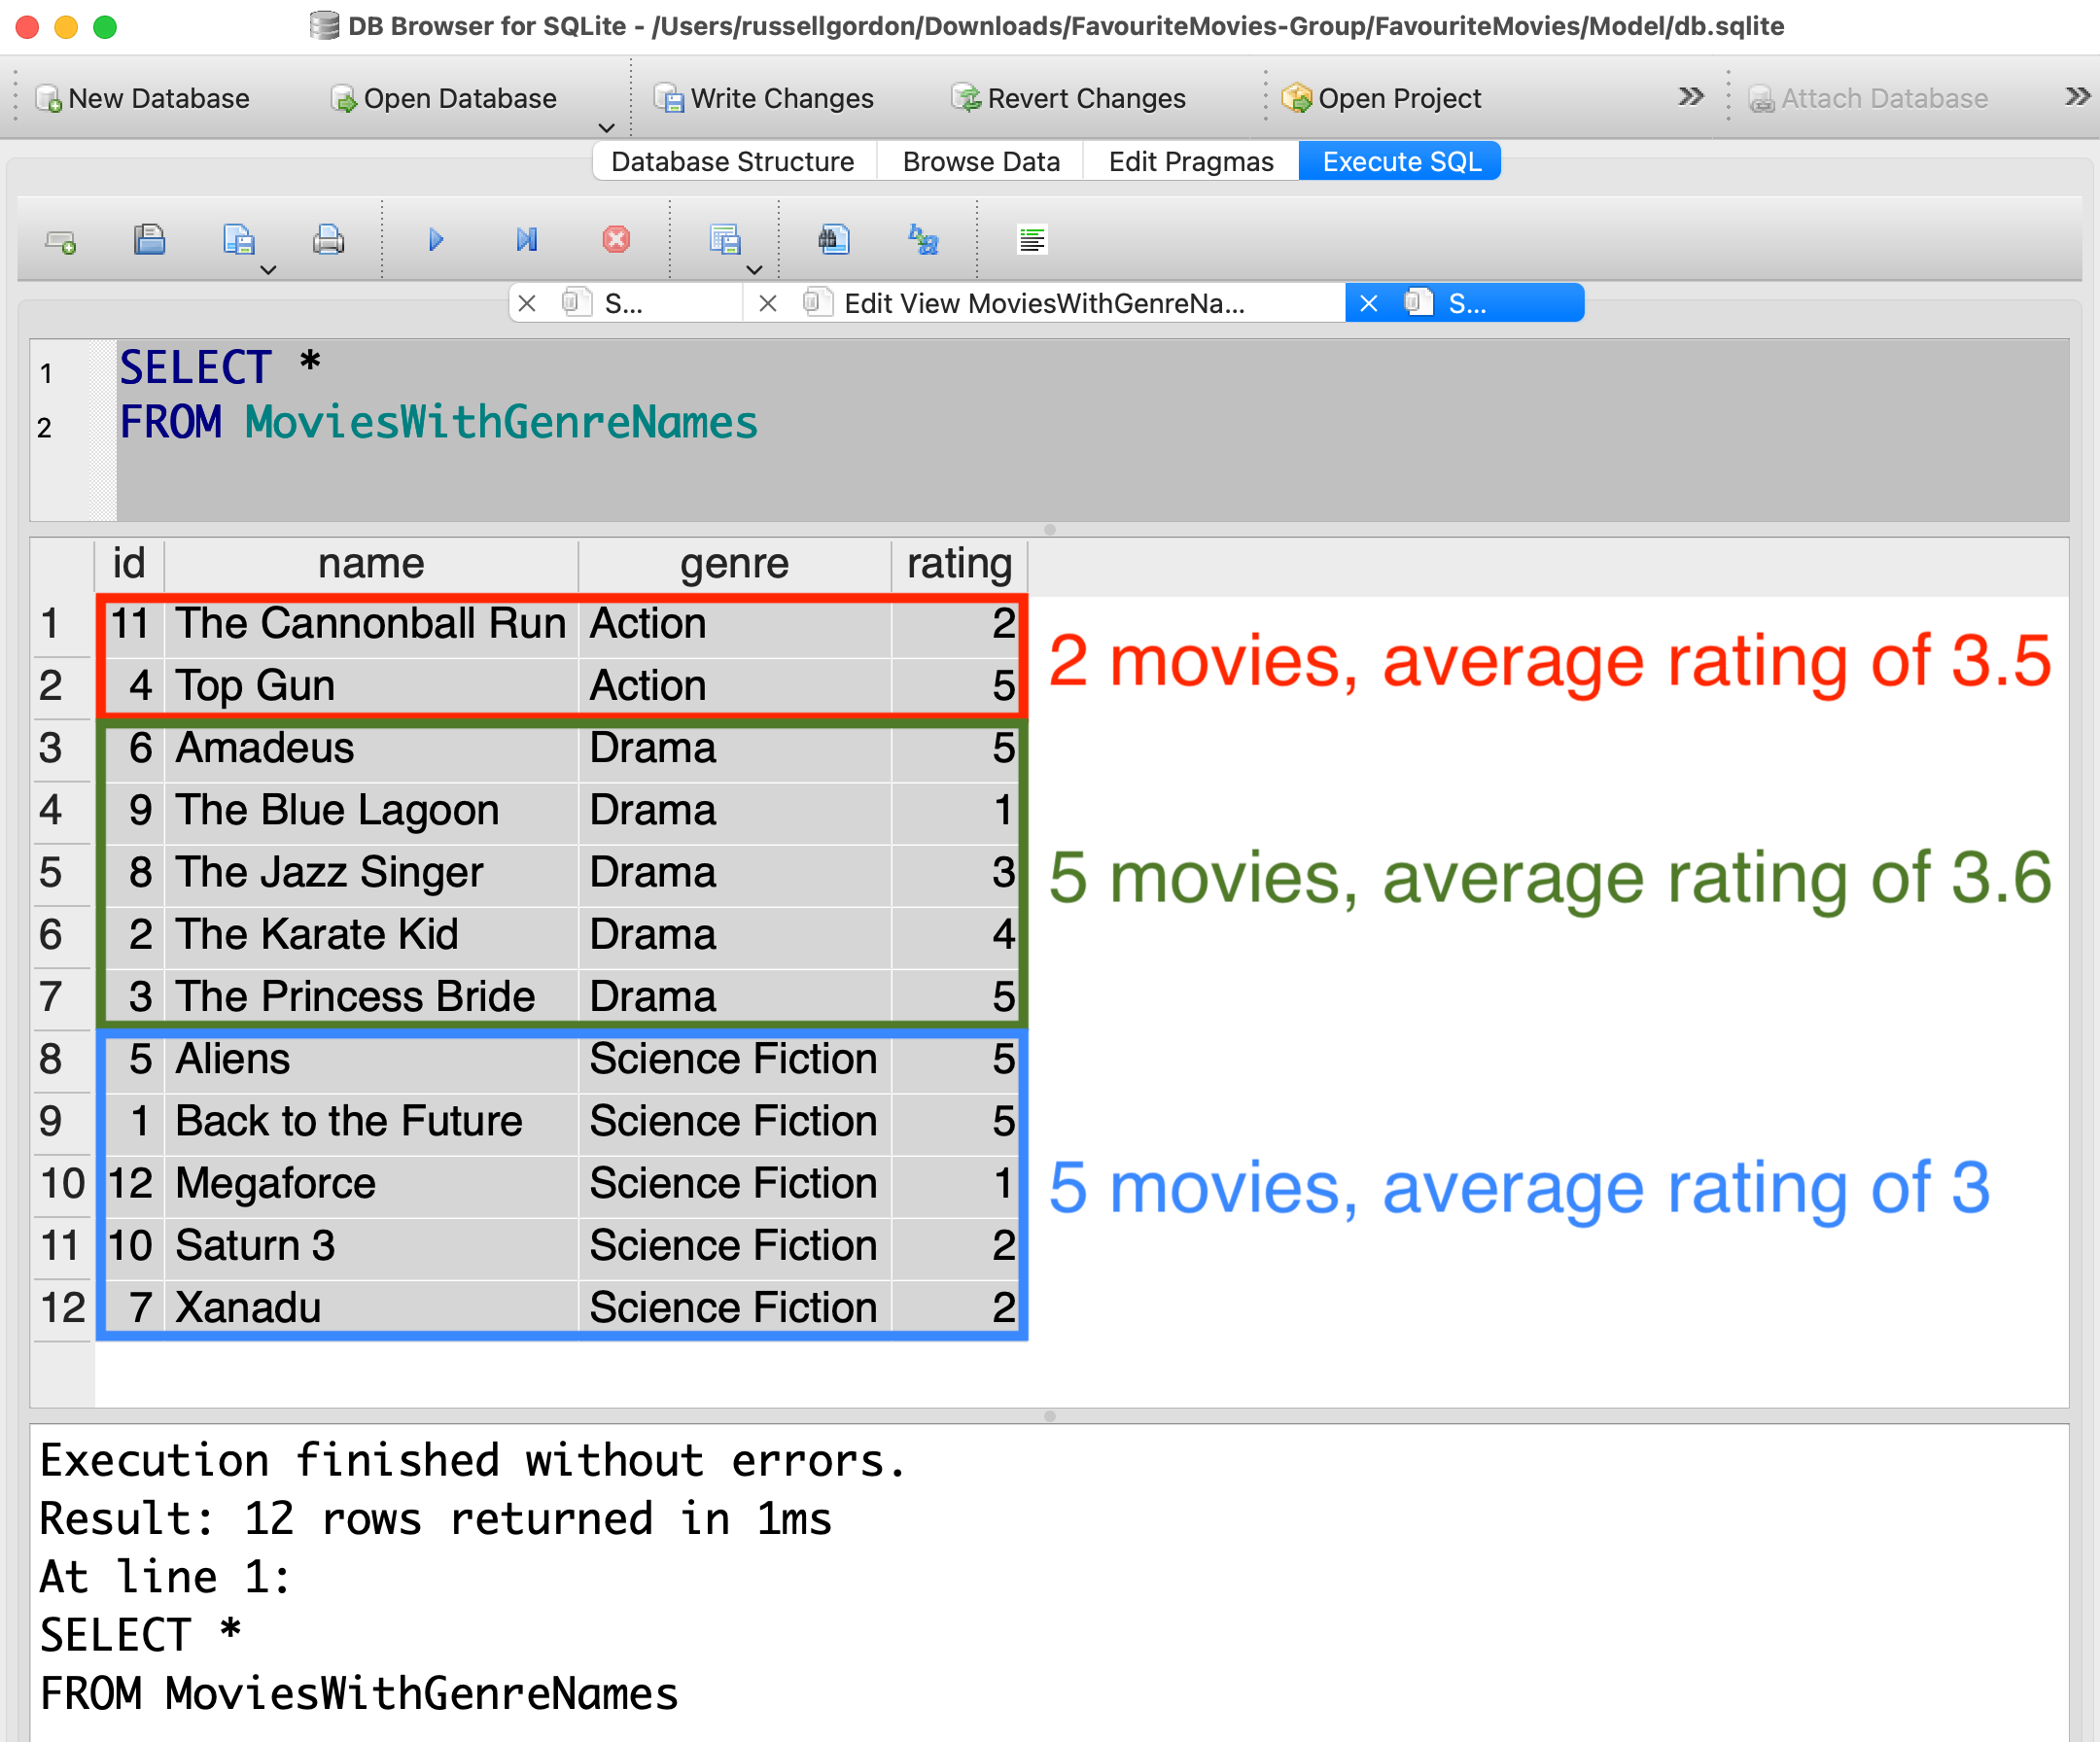 DB Browser for SQLite - /Users/russellgordon/Downloads/FavouriteMovies-Group/FavouriteMovies/Model/db.sqlite
New Database Open Database Write Changes Revert Changes Open Project Attach Database
Database Structure Browse Data Edit Pragmas Execute SQL
S... Edit View MoviesWithGenreNa... S...
1 SELECT *
2 FROM MoviesWithGenreNames
id name genre rating
1 11 The Cannonball Run Action 2
2 4 Top Gun Action 5
2 movies, average rating of 3.5
3 6 Amadeus Drama 5
4 9 The Blue Lagoon Drama 1
5 8 The Jazz Singer Drama 3
5 movies, average rating of 3.6
6 2 The Karate Kid Drama 4
7 3 The Princess Bride Drama 5
8 5 Aliens Science Fiction 5
9 1 Back to the Future Science Fiction 5
10 12 Megaforce Science Fiction 1
5 movies, average rating of 3
11 10 Saturn 3 Science Fiction 2
12 7 Xanadu Science Fiction 2
Execution finished without errors.
Result: 12 rows returned in 1ms
At line 1:
SELECT *
FROM MoviesWithGenreNames